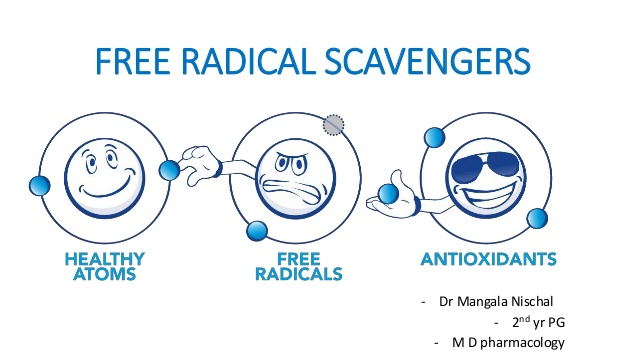 FREE RADICAL SCAVENGERS
HEALTHY
ATOMS
FREE
RADICALS
ANTIOXIDANTS
- Dr Mangala Nischal
- 2nd yr PG
- M D pharmacology